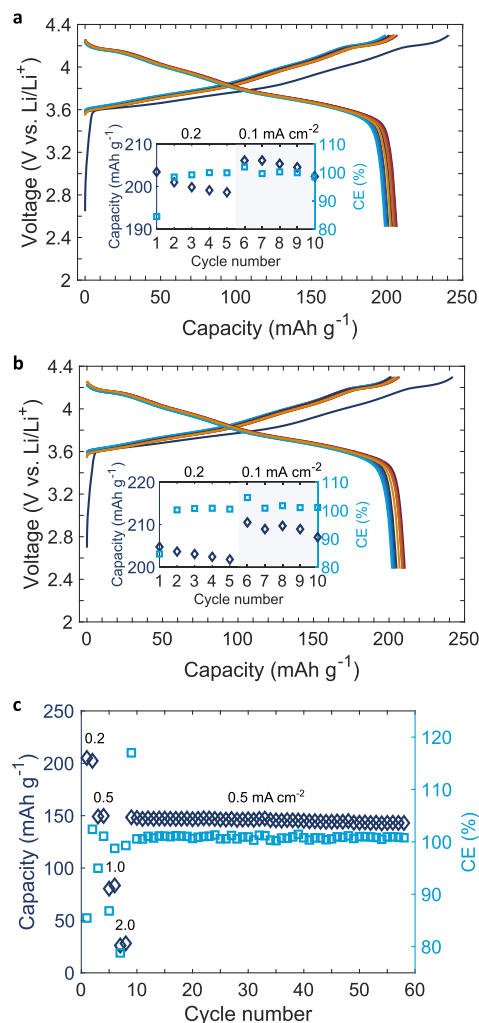 a
4.4
4
3.6
3.2
2.8
2.4
2
Voltage (V vs. Li/Li+)
0 50 100 150 200 250
Capacity (mAh g-1)
0.2 0.1 mA cm-2
210
200
190
Capacity (mAh g-1)
110
100
90
80
CE (%)
1 2 3 4 5 6 7 8 9 10
Cycle number
b
4.4
4
3.6
3.2
2.8
2.4
2
Voltage (V vs. Li/Li+)
0 50 100 150 200 250
Capacity (mAh g-1)
0.2 0.1 mA cm-2
220
210
200
Capacity (mAh g-1)
110
100
90
80
CE (%)
1 2 3 4 5 6 7 8 9 10
Cycle number
c
250
200
150
100
50
0
Capacity (mAh g-1)
0.2
0.5
1.0
2.0
0.5 mA cm-2
120
110
100
90
80
CE (%)
0 10 20 30 40 50 60
Cycle number